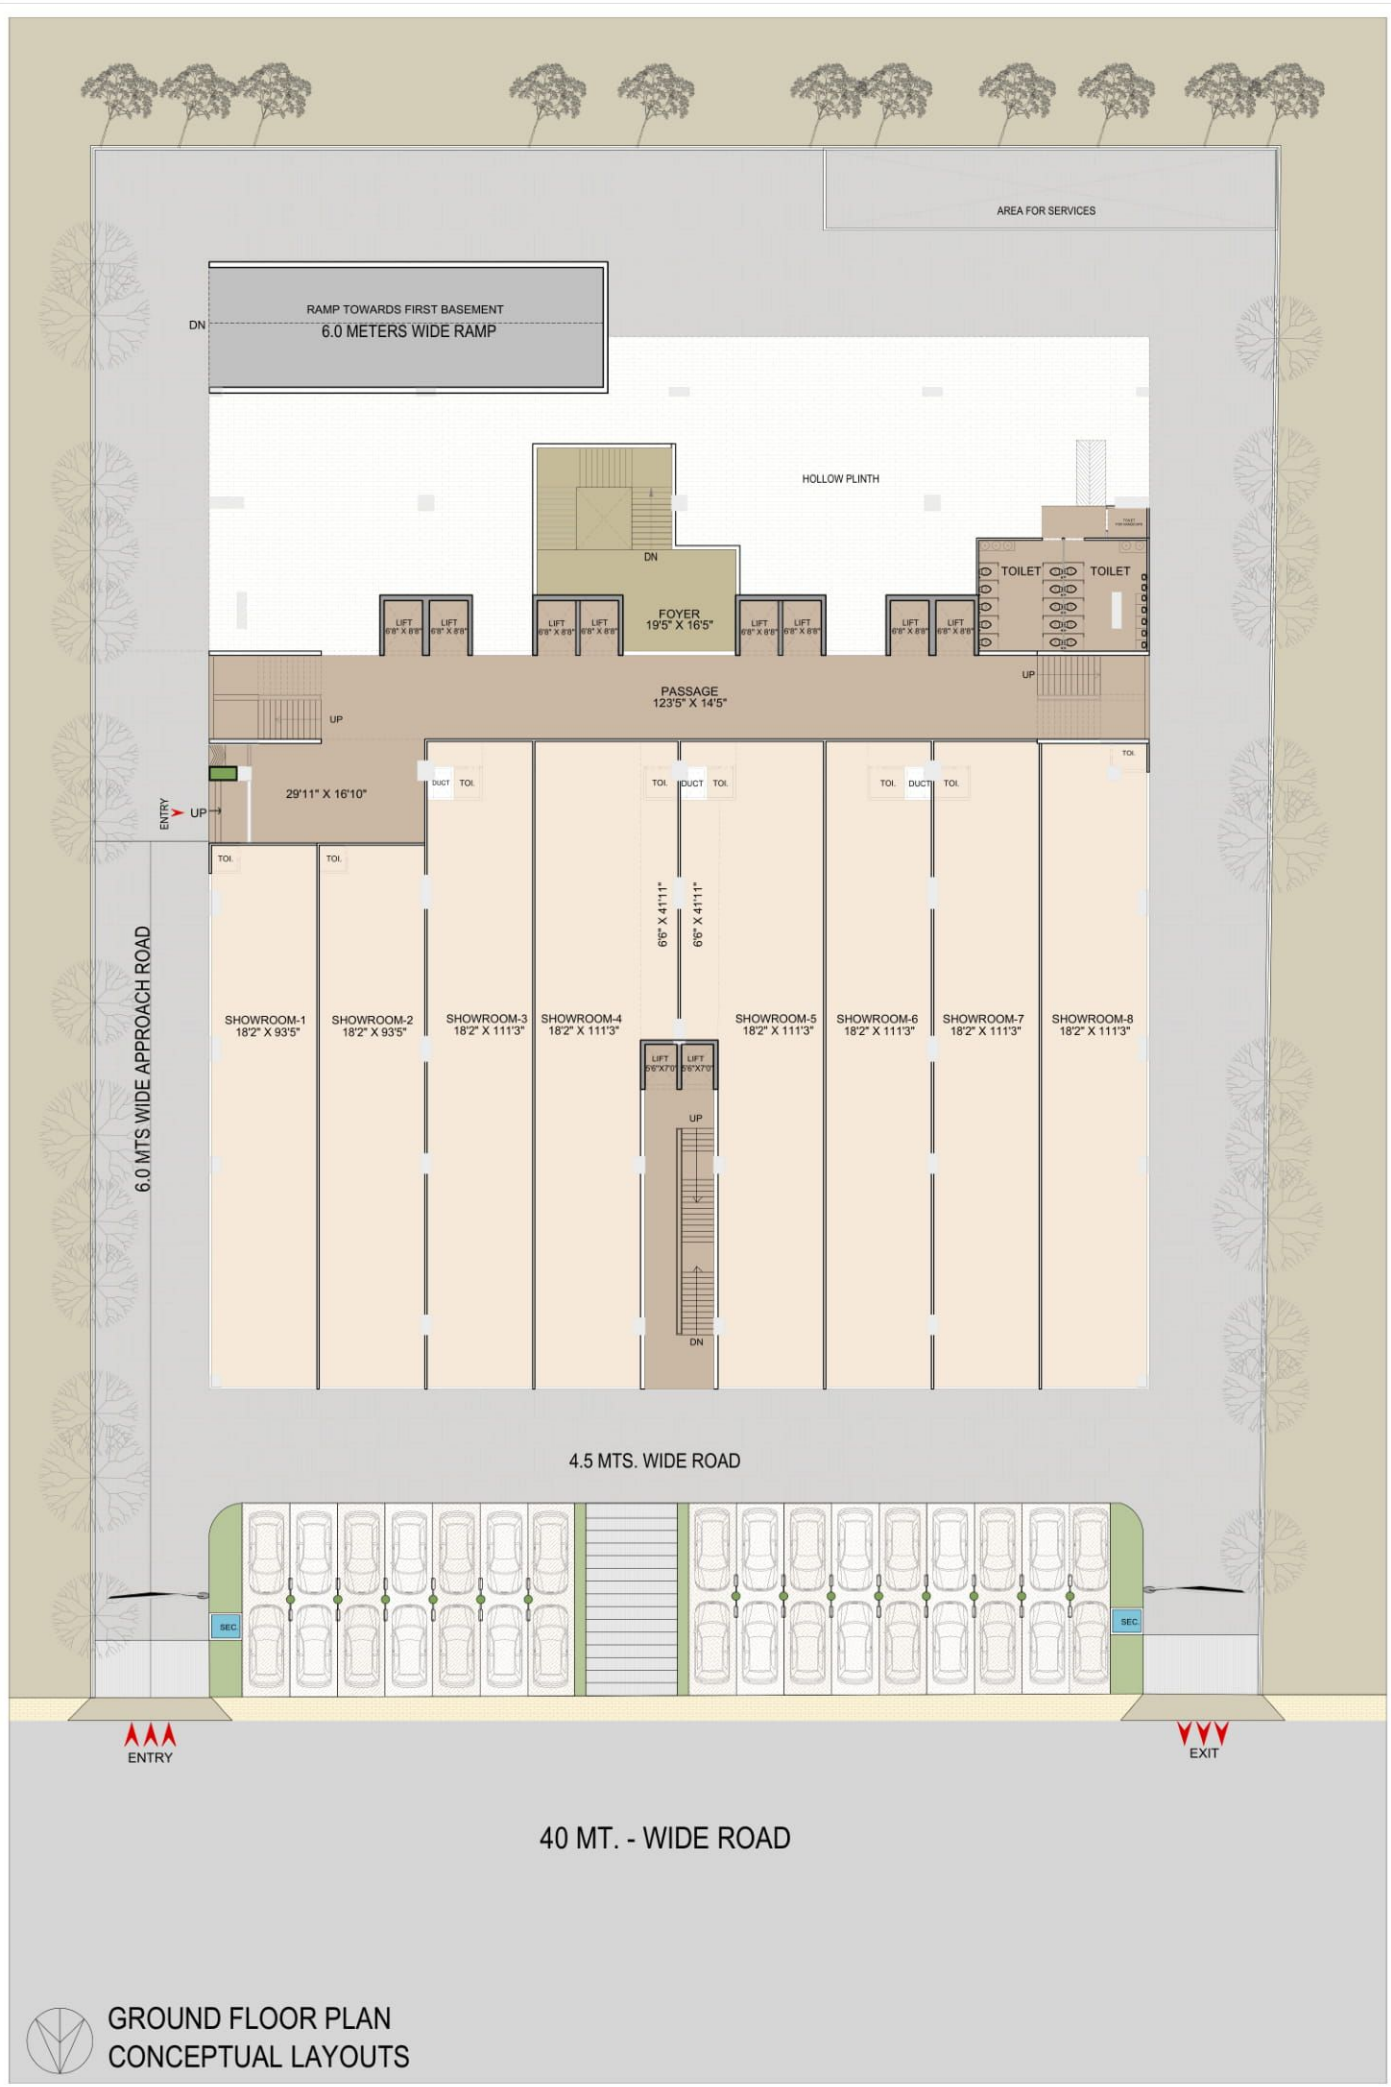 AREA FOR SERVICES
RAMP TOWARDS FIRST BASEMENT
6.0 METERS WIDE RAMP
DN
HOLLOW PLINTH
DN
TOILET
TOILET
FOYER
19'5" X 16'5"
LIFT
6'8" X 8'8"
LIFT
6'8" X 8'8"
LIFT
6'8" X 8'8"
LIFT
6'8" X 8'8"
LIFT
6'8" X 8'8"
LIFT
6'8" X 8'8"
LIFT
6'8" X 8'8"
LIFT
6'8" X 8'8"
PASSAGE
123'5" X 14'5"
UP
UP
TOI.
DUCT
TOI.
TOI.
DUCT
TOI.
TOI.
DUCT
TOI.
29'11" X 16'10"
ENTRY
UP
TOI.
TOI.
6'6" X 41'11"
6'6" X 41'11"
6.0 MTS WIDE APPROACH ROAD
SHOWROOM-1
18'2" X 93'5"
SHOWROOM-2
18'2" X 93'5"
SHOWROOM-3
18'2" X 111'3"
SHOWROOM-4
18'2" X 111'3"
SHOWROOM-5
18'2" X 111'3"
SHOWROOM-6
18'2" X 111'3"
SHOWROOM-7
18'2" X 111'3"
SHOWROOM-8
18'2" X 111'3"
LIFT
5'6"X7'0"
LIFT
5'6"X7'0"
UP
DN
4.5 MTS. WIDE ROAD
SEC.
SEC.
ENTRY
EXIT
40 MT. - WIDE ROAD
GROUND FLOOR PLAN
CONCEPTUAL LAYOUTS